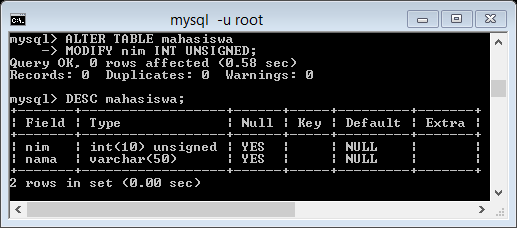 mysql -u root
mysql> ALTER TABLE mahasiswa
    -> MODIFY nim INT UNSIGNED;
Query OK, 0 rows affected (0.58 sec)
Records: 0  Duplicates: 0  Warnings: 0
mysql> DESC mahasiswa;
+-------+------------------+------+-----+---------+-------+
| Field | Type             | Null | Key | Default | Extra |
+-------+------------------+------+-----+---------+-------+
| nim   | int(10) unsigned | YES  |     | NULL    |       |
| nama  | varchar(50)      | YES  |     | NULL    |       |
+-------+------------------+------+-----+---------+-------+
2 rows in set (0.00 sec)